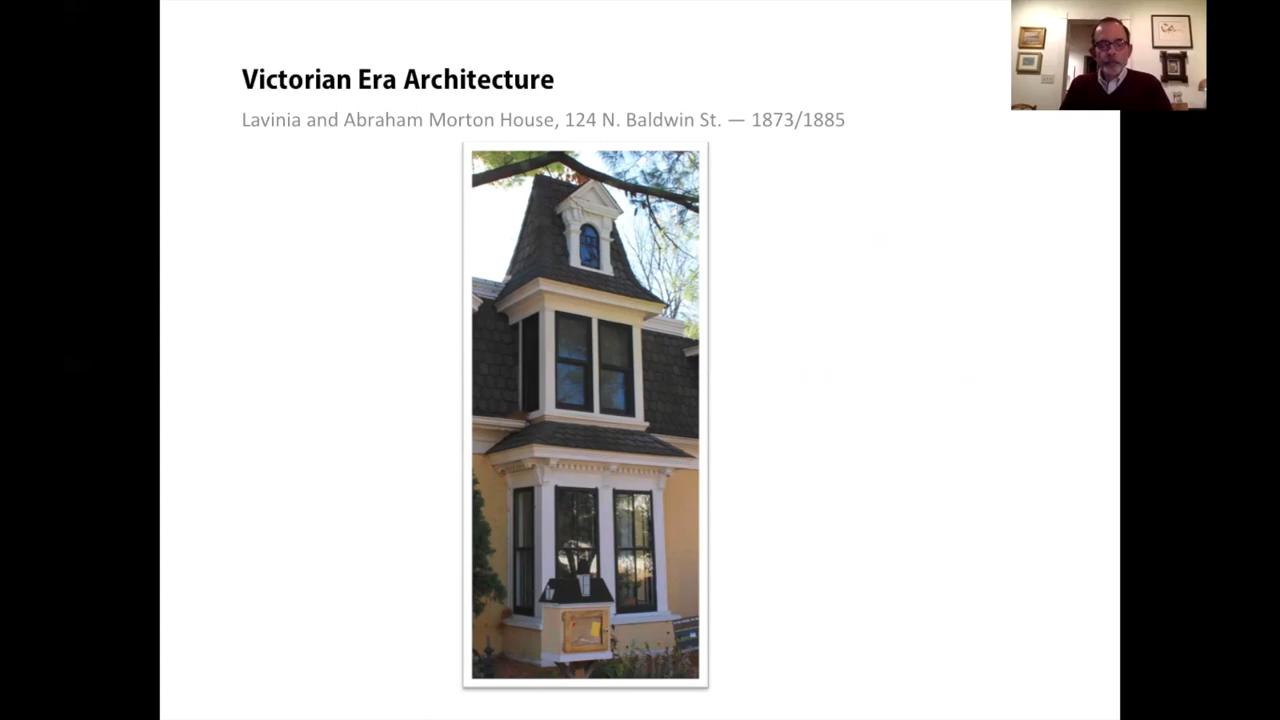 Victorian Era Architecture
Lavinia and Abraham Morton House, 124 N. Baldwin St. — 1873/1885